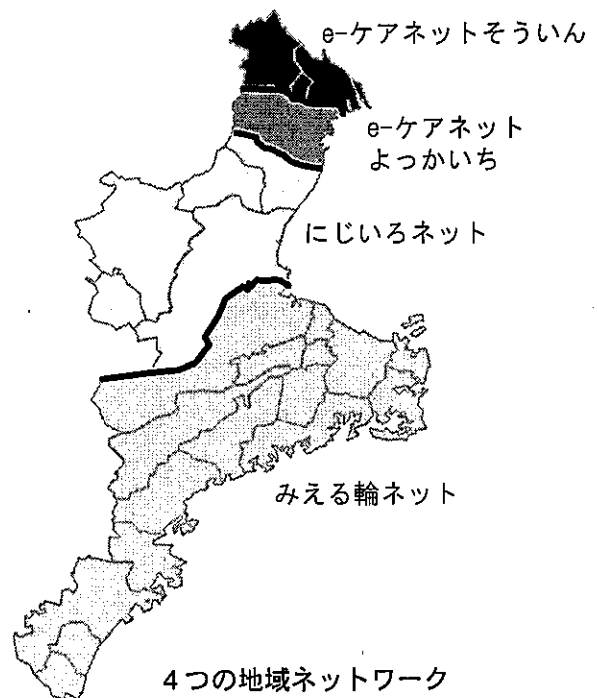 e-ケアネットそういん
e-ケアネット
よっかいち
にじいろネット
みえる輪ネット
4つの地域ネットワーク